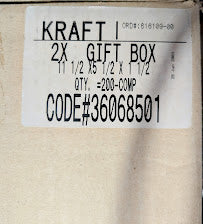 KRAFT | ORD#:816109-00
2X GIFT BOX
11 1/2 X5 1/2 X 1 1/2
QTY. =200-COMP
CODE#36068501